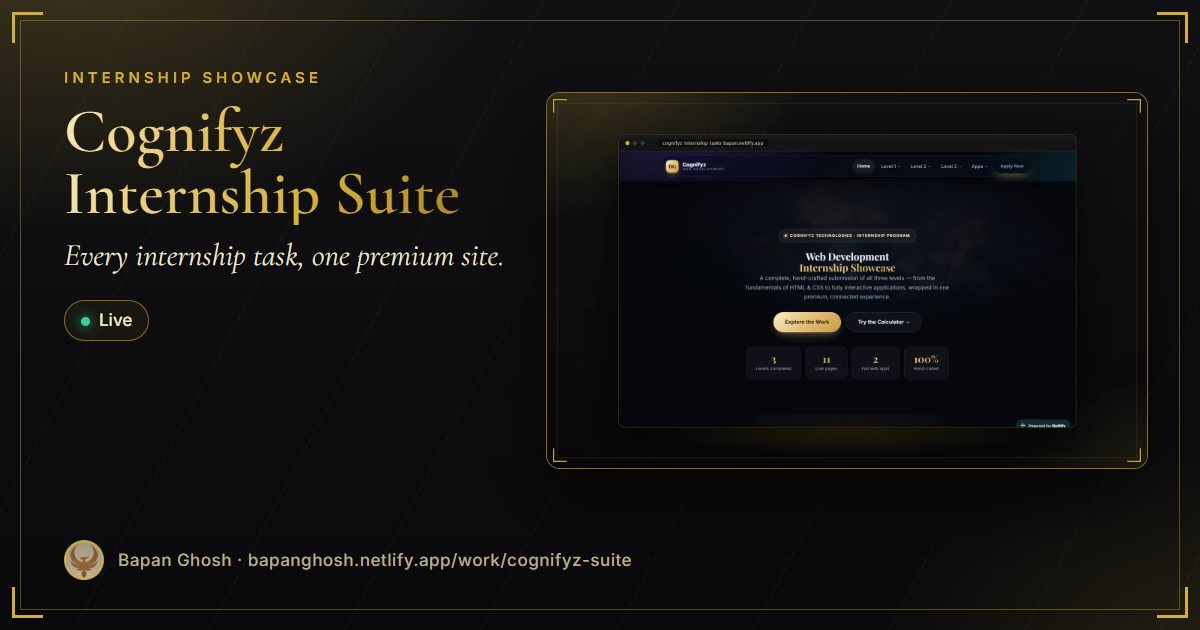 INTERNSHIP SHOWCASE
Cognifyz
Internship Suite
Every internship task, one premium site.
Live
cognifyz-internship-tasks-bapan.netlify.app
BG
Cognifyz
WEB DEVELOPMENT
Home
Level 1
Level 2
Level 3
Apps
Apply Now
COGNIFYZ TECHNOLOGIES · INTERNSHIP PROGRAM
Web Development
Internship Showcase
A complete, hand-crafted submission of all three levels — from the
fundamentals of HTML & CSS to fully interactive applications, wrapped in one
premium, connected experience.
Explore the Work
Try the Calculator →
3
Levels completed
11
Live pages
2
Full web apps
100%
Hand-coded
Powered by Netlify
Bapan Ghosh · bapanghosh.netlify.app/work/cognifyz-suite